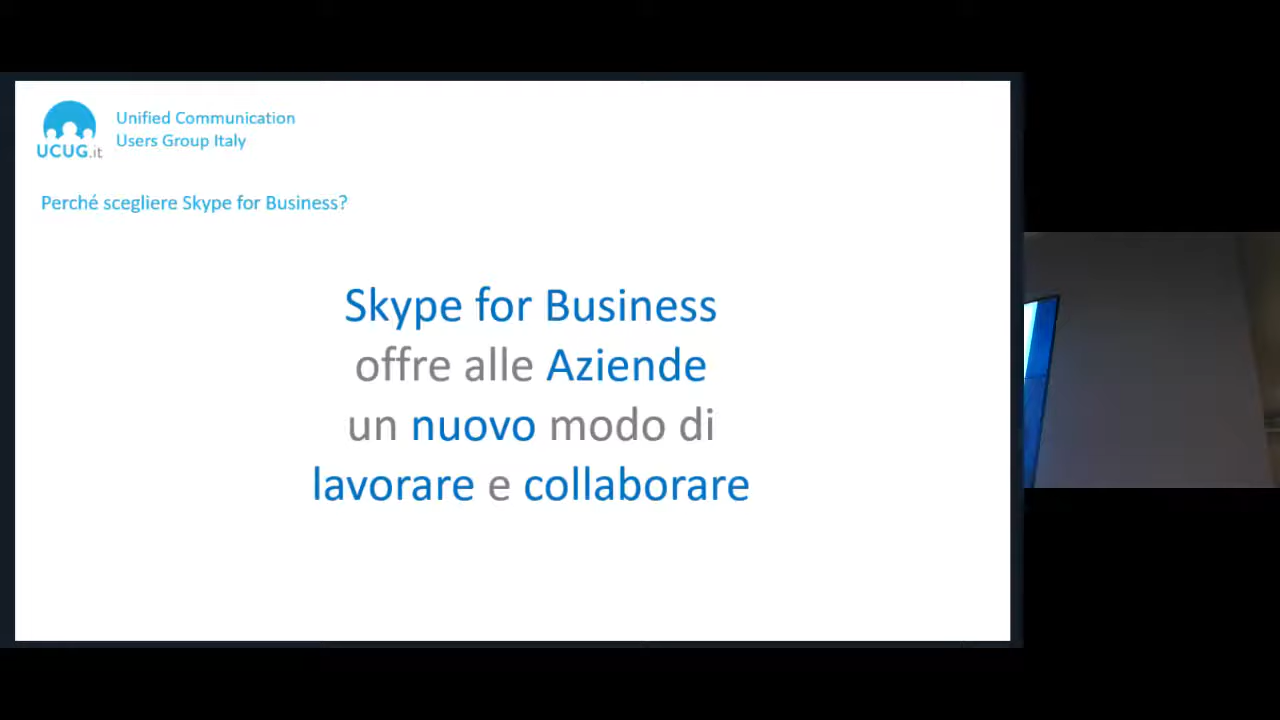 Unified Communication
Users Group Italy
UCUG.it
Perché scegliere Skype for Business?
Skype for Business
offre alle Aziende
un nuovo modo di
lavorare e collaborare